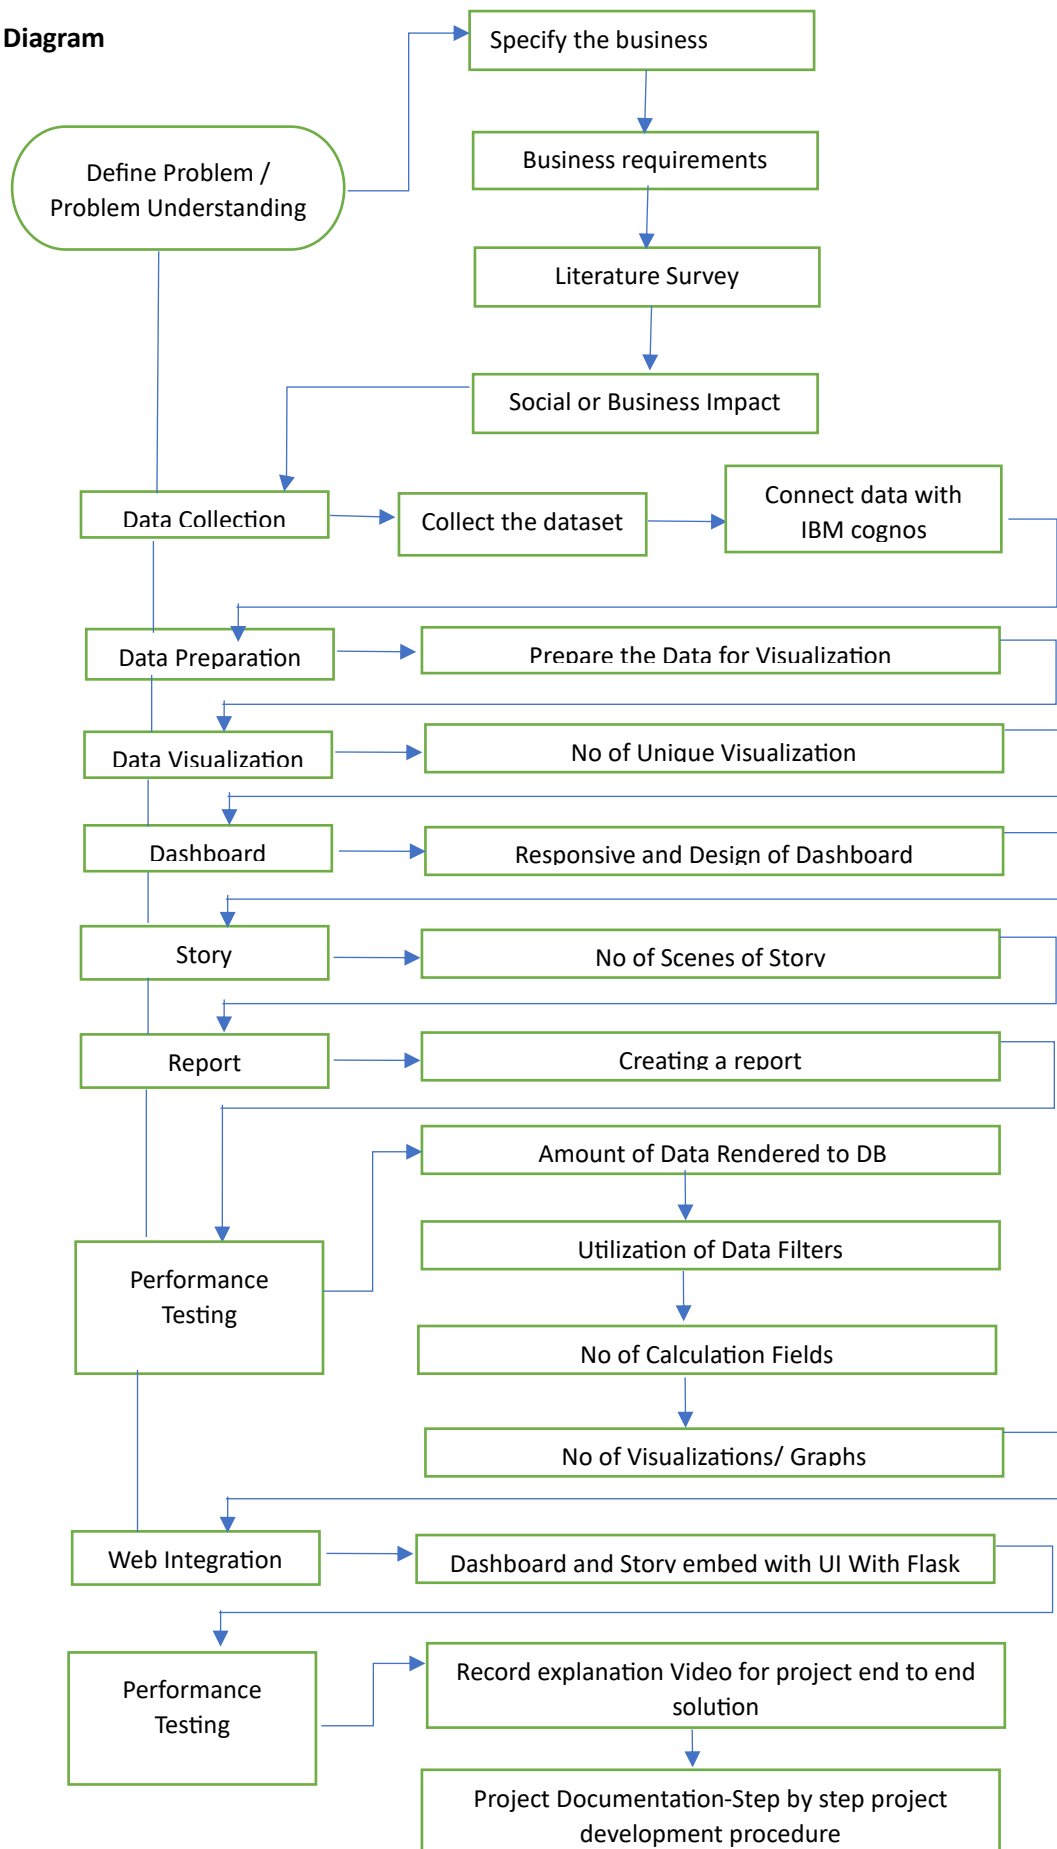 Diagram
Specify the business
Define Problem /
Problem Understanding
Business requirements
Literature Survey
Social or Business Impact
Data Collection
Collect the dataset
Connect data with
IBM cognos
Data Preparation
Prepare the Data for Visualization
Data Visualization
No of Unique Visualization
Dashboard
Responsive and Design of Dashboard
Story
No of Scenes of Story
Report
Creating a report
Performance
Testing
Amount of Data Rendered to DB
Utilization of Data Filters
No of Calculation Fields
No of Visualizations/ Graphs
Web Integration
Dashboard and Story embed with UI With Flask
Performance
Testing
Record explanation Video for project end to end
solution
Project Documentation-Step by step project
development procedure